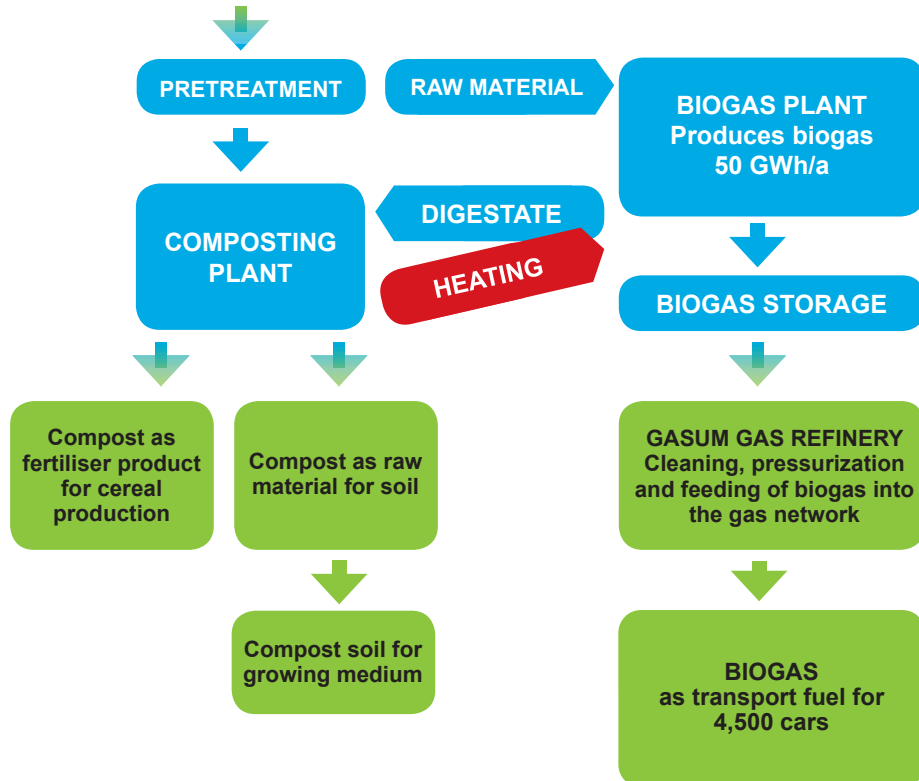 PRETREATMENT
RAW MATERIAL
BIOGAS PLANT
Produces biogas
50 GWh/a
COMPOSTING
PLANT
DIGESTATE
HEATING
BIOGAS STORAGE
Compost as
fertiliser product
for cereal
production
Compost as raw
material for soil
GASUM GAS REFINERY
Cleaning, pressurization
and feeding of biogas into
the gas network
Compost soil for
growing medium
BIOGAS
as transport fuel for
4,500 cars